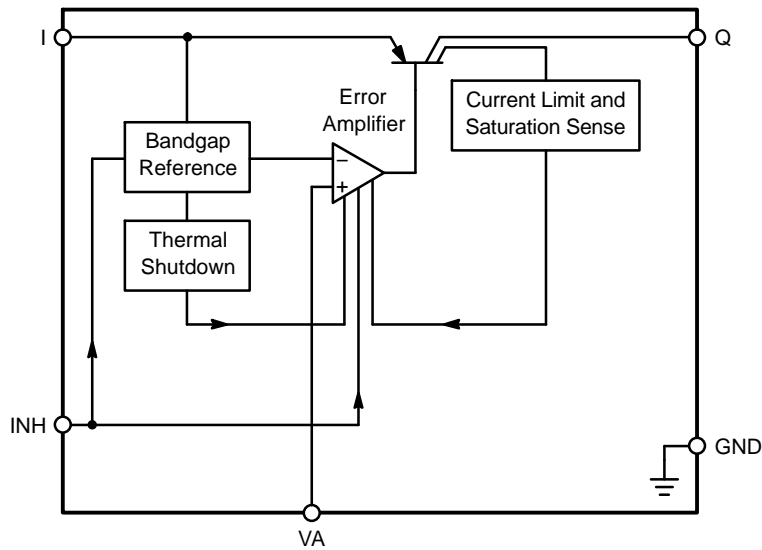 I
Q
Error
Amplifier
Current Limit and
Saturation Sense
Bandgap
Reference
−
+
Thermal
Shutdown
INH
GND
VA